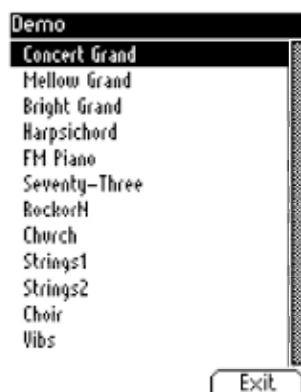 Demo
Concert Grand
Mellow Grand
Bright Grand
Harpsichord
FM Piano
Seventy-Three
RockorN
Church
Strings1
Strings2
Choir
Vibs
Exit